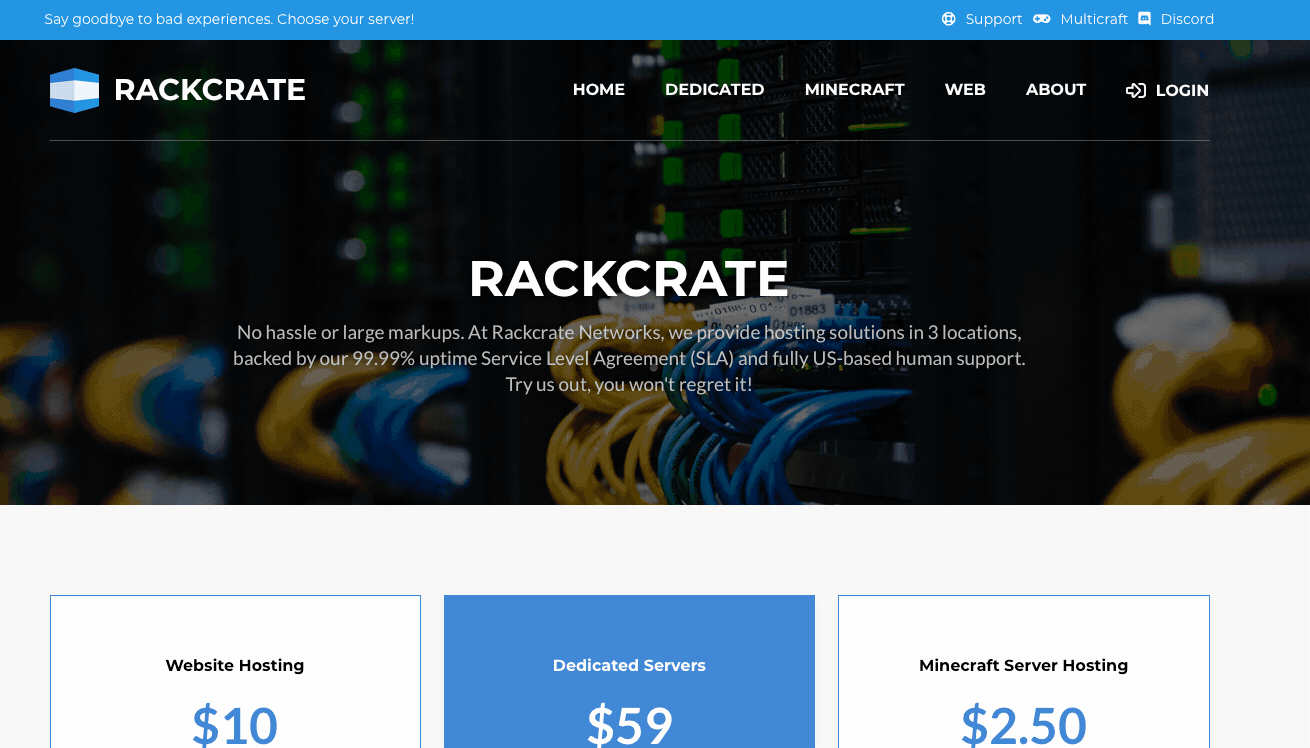 Say goodbye to bad experiences. Choose your server!
Support Multicraft Discord
RACKCRATE
HOME DEDICATED MINECRAFT WEB ABOUT LOGIN
RACKCRATE
No hassle or large markups. At Rackcrate Networks, we provide hosting solutions in 3 locations,
backed by our 99.99% uptime Service Level Agreement (SLA) and fully US-based human support.
Try us out, you won't regret it!
Website Hosting
$10
Dedicated Servers
$59
Minecraft Server Hosting
$2.50